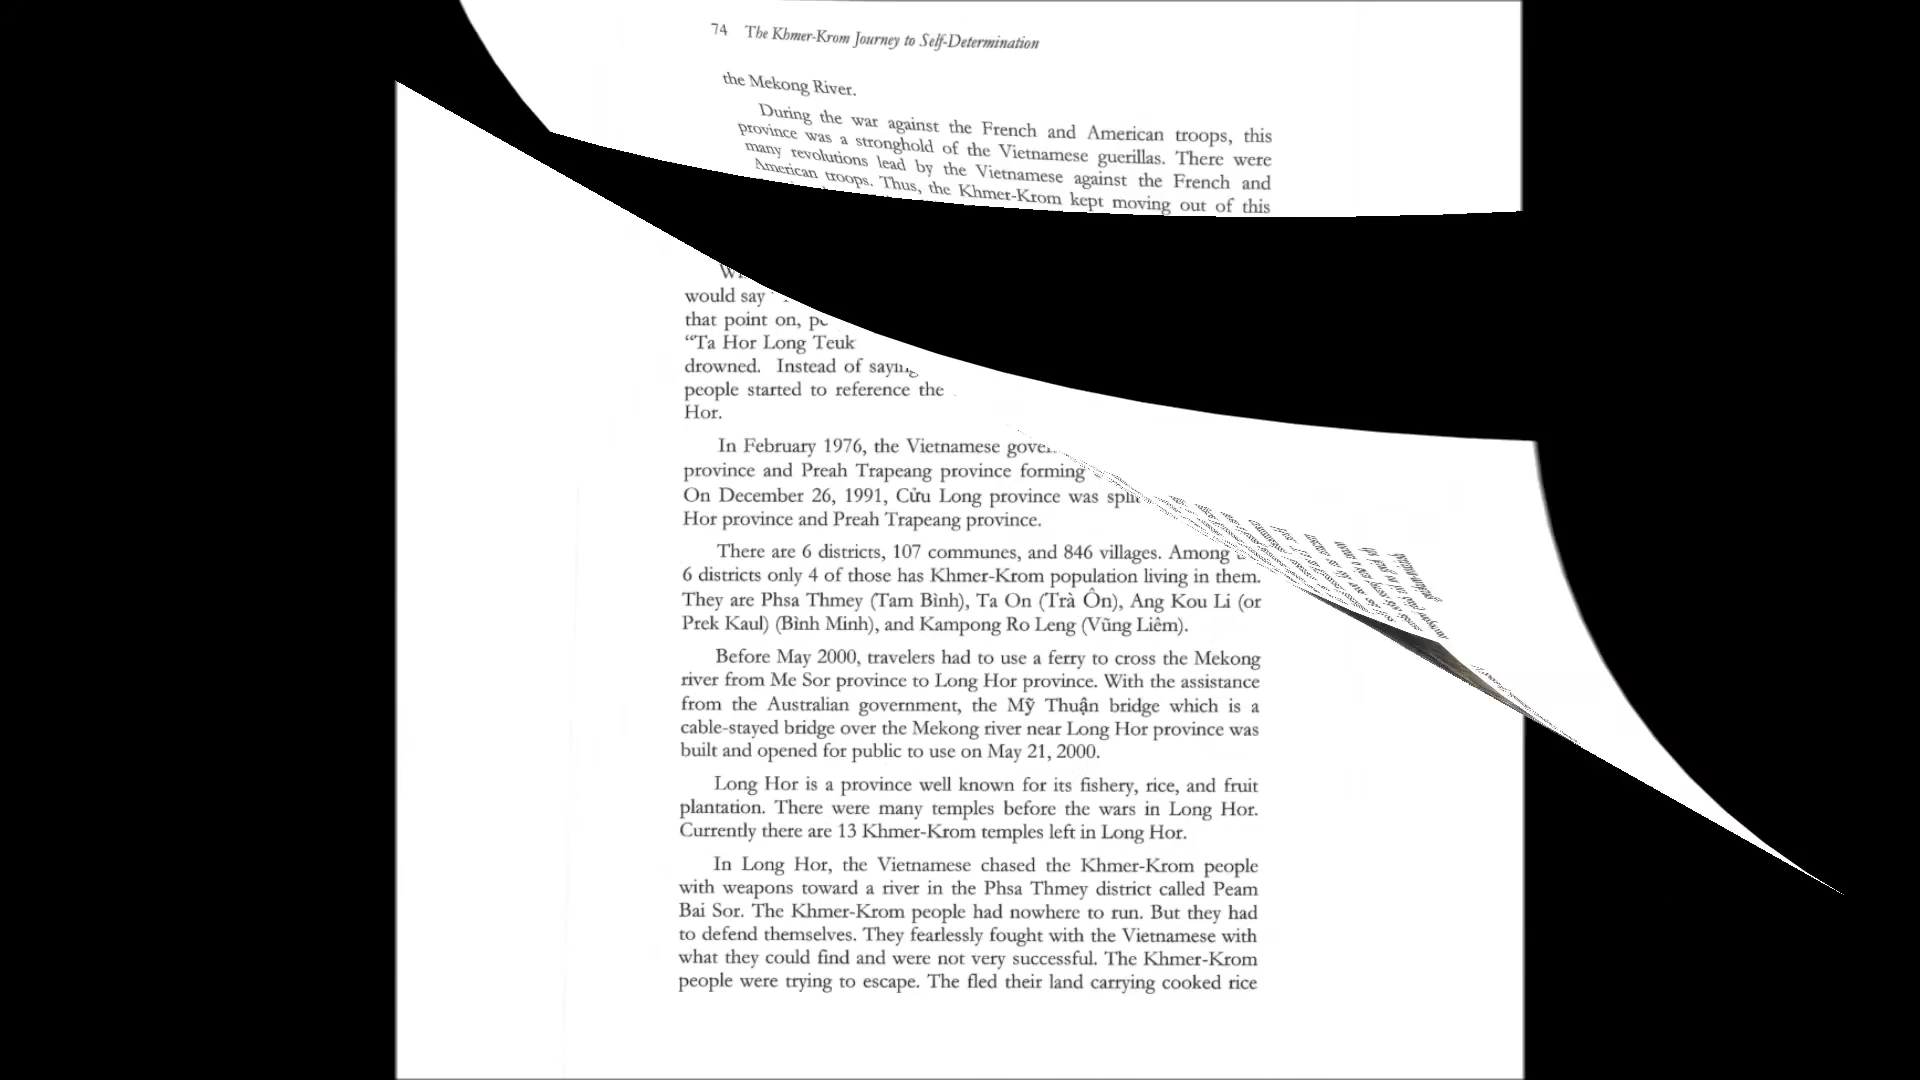 74 The Khmer-Krom Journey to Self-Determination
the Mekong River.
During the war against the French and American troops, this
province was a stronghold of the Vietnamese guerillas. There were
many revolutions lead by the Vietnamese against the French and
American troops. Thus, the Khmer-Krom kept moving out of this
would say
that point on,
“Ta Hor Long Teuk
drowned. Instead of
people started to reference the
Hor.
In February 1976, the Vietnamese
province and Preah Trapeang province forming
On December 26, 1991, Cửu Long province was
Hor province and Preah Trapeang province.
There are 6 districts, 107 communes, and 846 villages. Among
6 districts only 4 of those has Khmer-Krom population living in them.
They are Phsa Thmey (Tam Bình), Ta On (Trà Ôn), Ang Kou Li (or
Prek Kaul) (Bình Minh), and Kampong Ro Leng (Vũng Liêm).
Before May 2000, travelers had to use a ferry to cross the Mekong
river from Me Sor province to Long Hor province. With the assistance
from the Australian government, the Mỹ Thuận bridge which is a
cable-stayed bridge over the Mekong river near Long Hor province was
built and opened for public to use on May 21, 2000.
Long Hor is a province well known for its fishery, rice, and fruit
plantation. There were many temples before the wars in Long Hor.
Currently there are 13 Khmer-Krom temples left in Long Hor.
In Long Hor, the Vietnamese chased the Khmer-Krom people
with weapons toward a river in the Phsa Thmey district called Peam
Bai Sor. The Khmer-Krom people had nowhere to run. But they had
to defend themselves. They fearlessly fought with the Vietnamese with
what they could find and were not very successful. The Khmer-Krom
people were trying to escape. The fled their land carrying cooked rice